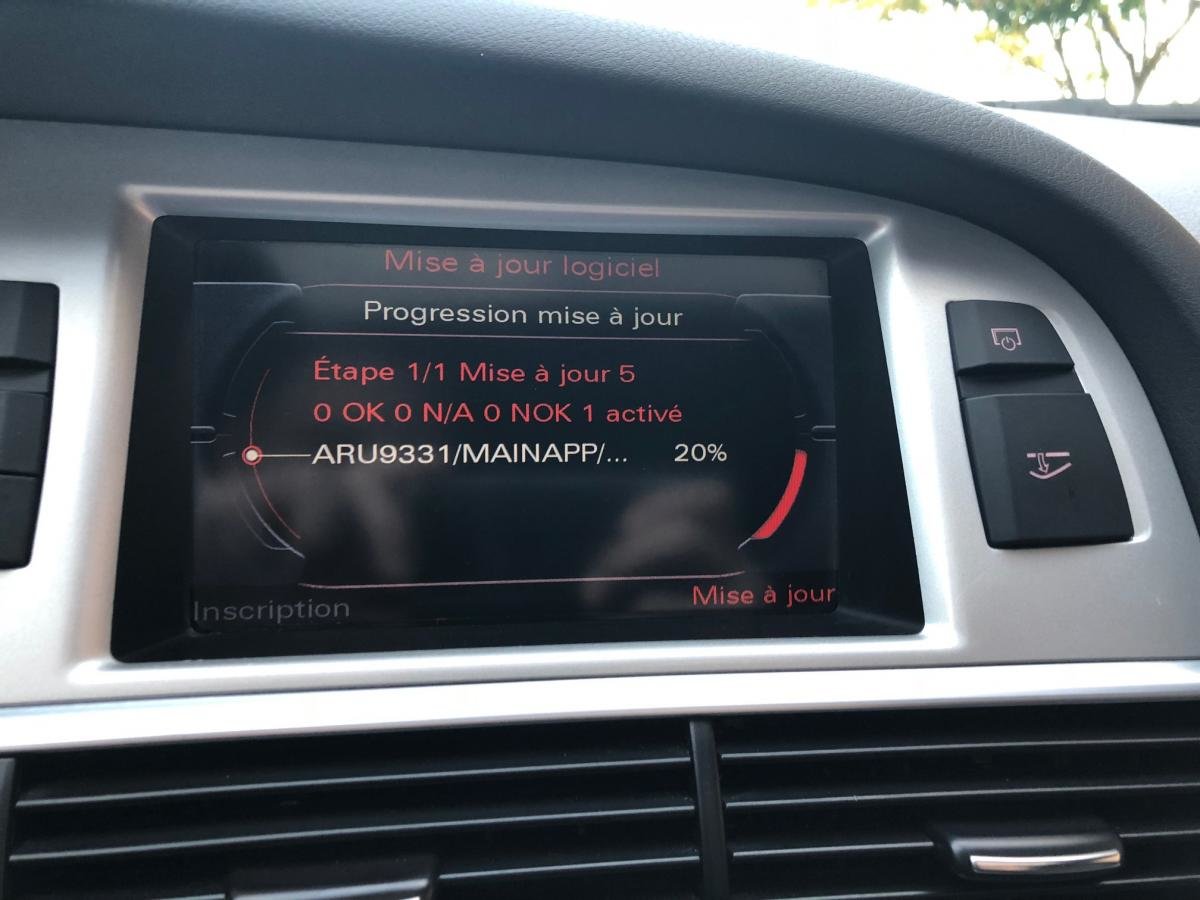 Mise à jour logiciel
Progression mise à jour
Étape 1/1 Mise à jour 5
0 OK 0 N/A 0 NOK 1 activé
ARU9331/MAINAPP/... 20%
Inscription Mise à jour